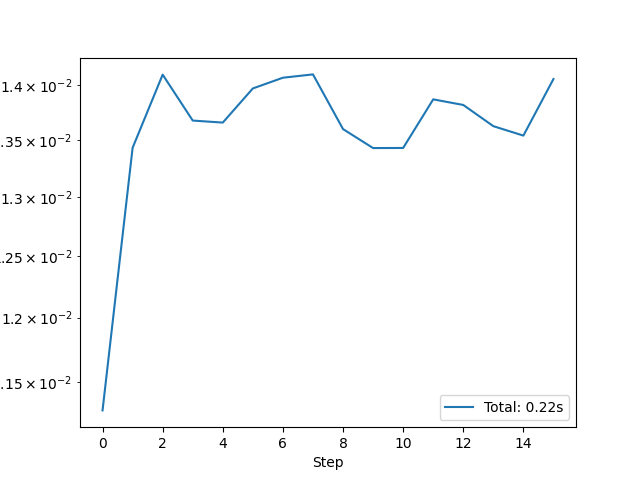 1.4 × 10⁻²
.35 × 10⁻²
1.3 × 10⁻²
.25 × 10⁻²
1.2 × 10⁻²
.15 × 10⁻²
Total: 0.22s
0 2 4 6 8 10 12 14
Step